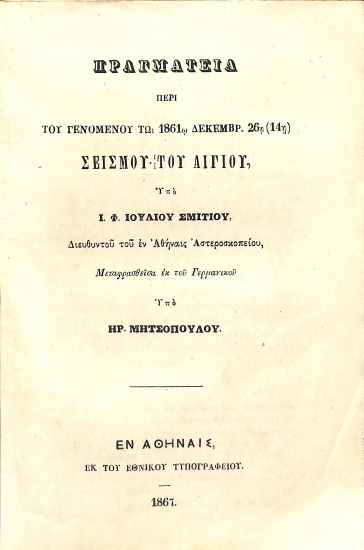 ΠΡΑΓΜΑΤΕΙΑ
ΠΕΡΙ
ΤΟΥ ΓΕΝΟΜΕΝΟΥ ΤΩι 1861ῳ ΔΕΚΕΜΒΡ. 26ῃ (14ῃ)
ΣΕΙΣΜΟΥ ΤΟΥ ΑΙΓΙΟΥ,
Ὑπὸ
Ι. Φ. ΙΟΥΛΙΟΥ ΣΜΙΤΙΟΥ,
Διευθυντοῦ τοῦ ἐν Ἀθήναις Ἀστεροσκοπείου,
Μεταφρασθεῖσα ἐκ τοῦ Γερμανικοῦ
Ὑπὸ
ΗΡ. ΜΗΤΣΟΠΟΥΛΟΥ.
ΕΝ ΑΘΗΝΑΙΣ,
ΕΚ ΤΟΥ ΕΘΝΙΚΟΥ ΤΥΠΟΓΡΑΦΕΙΟΥ.
—
1867.